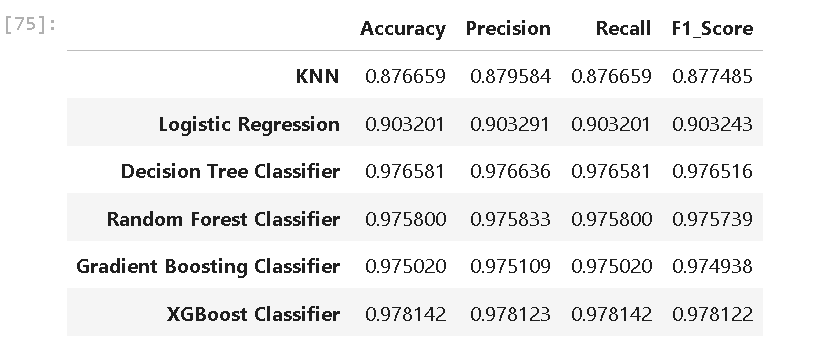 [75]:
Accuracy Precision Recall F1_Score
KNN 0.876659 0.879584 0.876659 0.877485
Logistic Regression 0.903201 0.903291 0.903201 0.903243
Decision Tree Classifier 0.976581 0.976636 0.976581 0.976516
Random Forest Classifier 0.975800 0.975833 0.975800 0.975739
Gradient Boosting Classifier 0.975020 0.975109 0.975020 0.974938
XGBoost Classifier 0.978142 0.978123 0.978142 0.978122